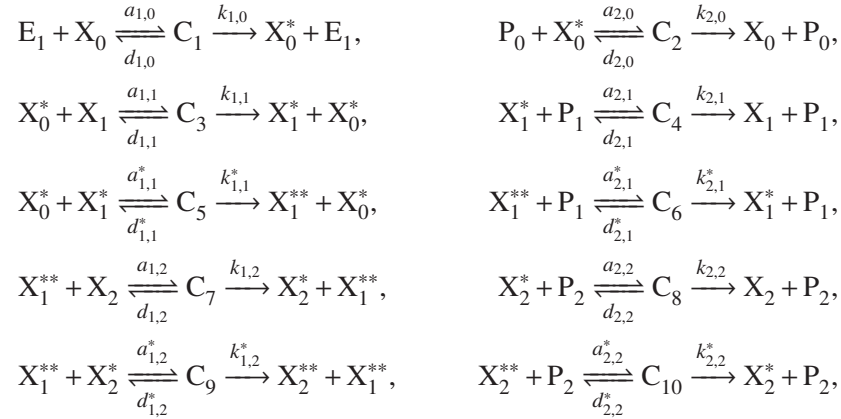 E₁ + X₀ ⇌ C₁ → X₀* + E₁, (a₁,₀ / d₁,₀; k₁,₀) P₀ + X₀* ⇌ C₂ → X₀ + P₀, (a₂,₀ / d₂,₀; k₂,₀)
X₀* + X₁ ⇌ C₃ → X₁* + X₀*, (a₁,₁ / d₁,₁; k₁,₁) X₁* + P₁ ⇌ C₄ → X₁ + P₁, (a₂,₁ / d₂,₁; k₂,₁)
X₀* + X₁* ⇌ C₅ → X₁** + X₀*, (a*₁,₁ / d*₁,₁; k*₁,₁) X₁** + P₁ ⇌ C₆ → X₁* + P₁, (a*₂,₁ / d*₂,₁; k*₂,₁)
X₁** + X₂ ⇌ C₇ → X₂* + X₁**, (a₁,₂ / d₁,₂; k₁,₂) X₂* + P₂ ⇌ C₈ → X₂ + P₂, (a₂,₂ / d₂,₂; k₂,₂)
X₁** + X₂* ⇌ C₉ → X₂** + X₁**, (a*₁,₂ / d*₁,₂; k*₁,₂) X₂** + P₂ ⇌ C₁₀ → X₂* + P₂, (a*₂,₂ / d*₂,₂; k*₂,₂)